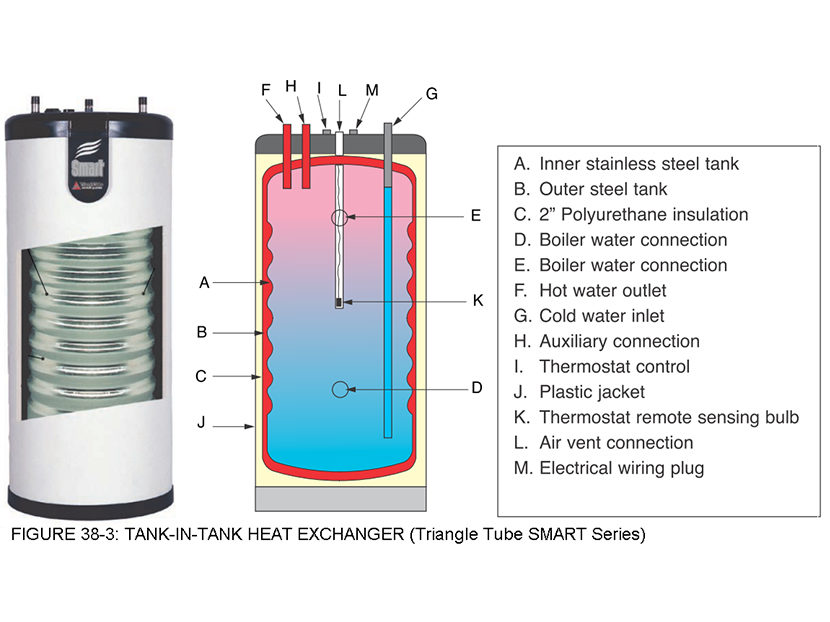 Smart
F
H
I
L
M
G
E
A
K
B
C
D
J
A. Inner stainless steel tank
B. Outer steel tank
C. 2” Polyurethane insulation
D. Boiler water connection
E. Boiler water connection
F. Hot water outlet
G. Cold water inlet
H. Auxiliary connection
I. Thermostat control
J. Plastic jacket
K. Thermostat remote sensing bulb
L. Air vent connection
M. Electrical wiring plug
FIGURE 38-3: TANK-IN-TANK HEAT EXCHANGER (Triangle Tube SMART Series)